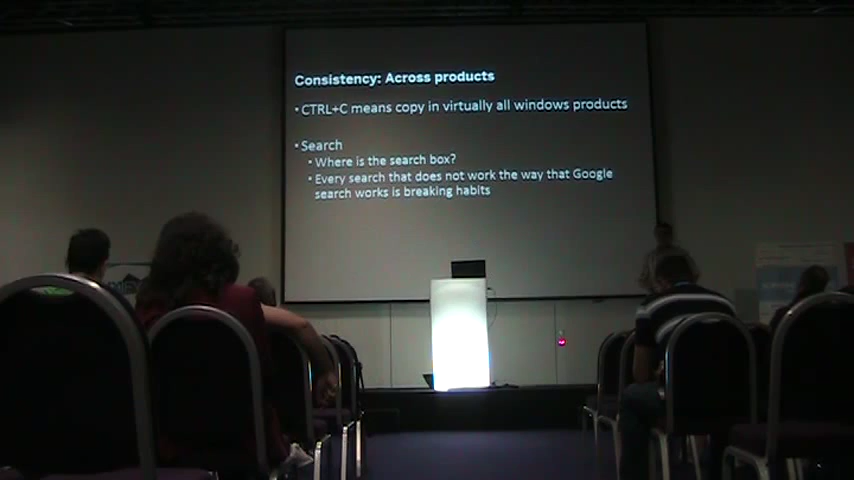 Consistency: Across products
▪ CTRL+C means copy in virtually all windows products
▪ Search
▪ Where is the search box?
▪ Every search that does not work the way that Google
search works is breaking habits